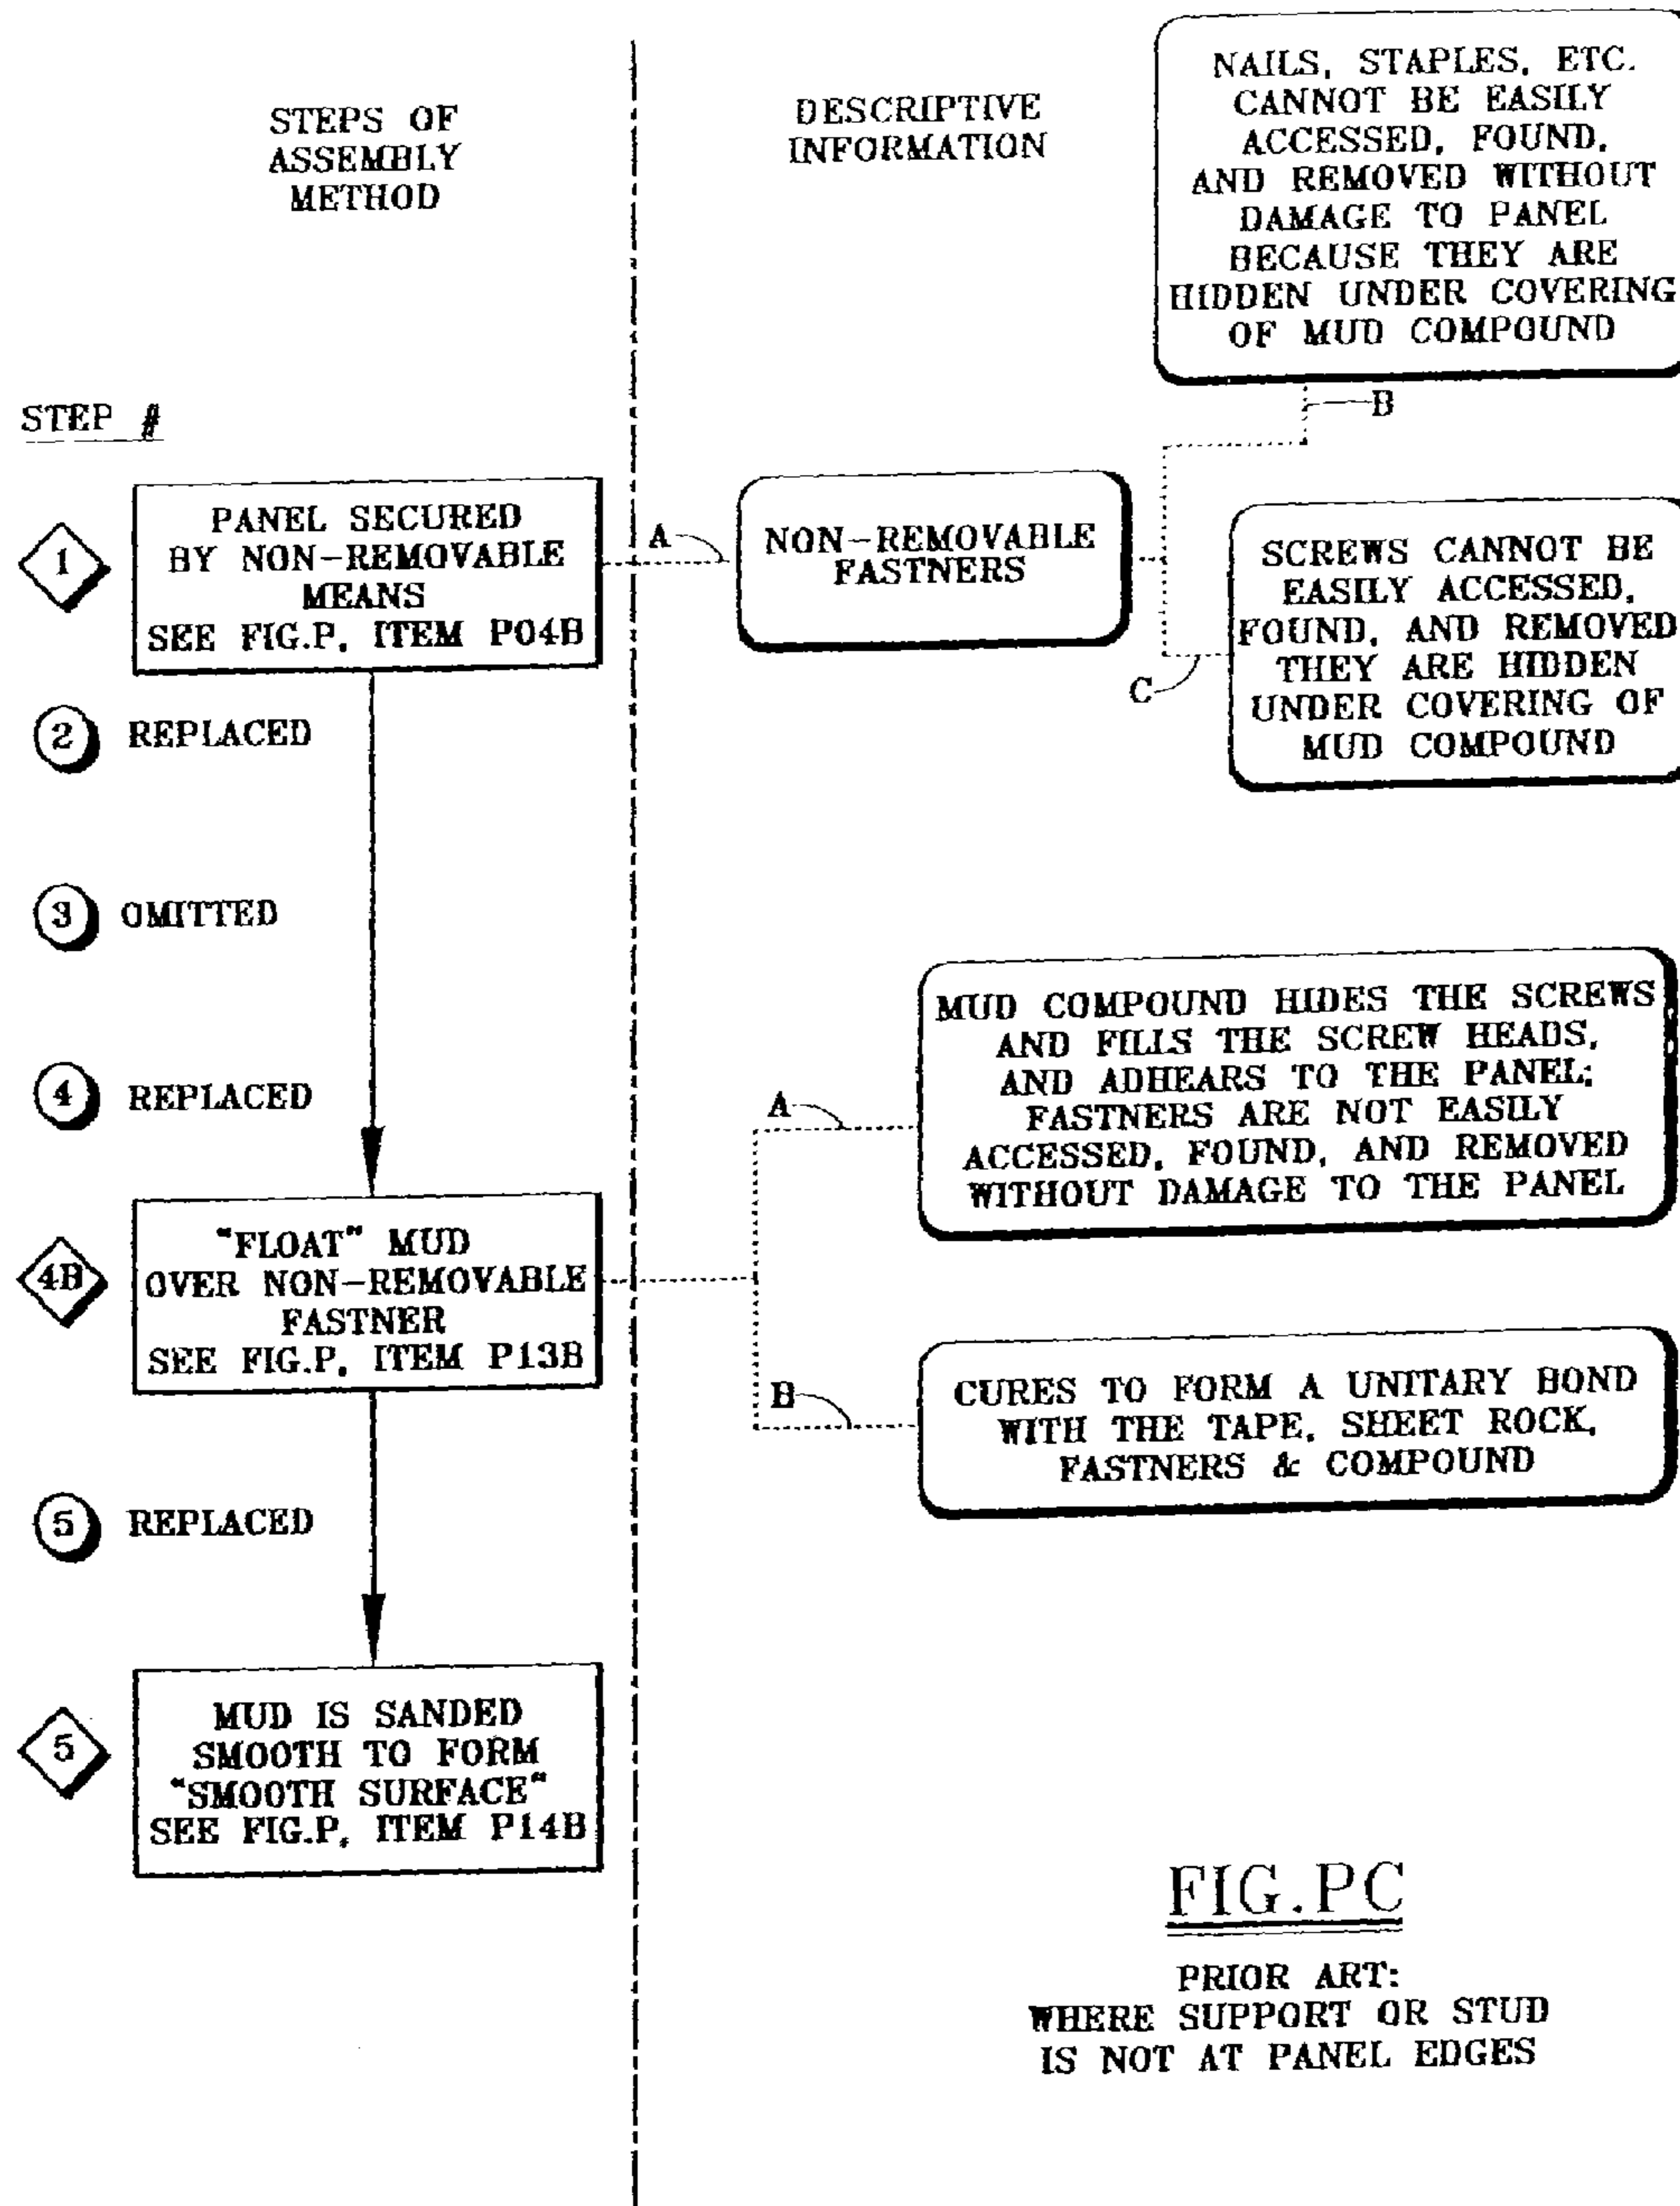 STEPS OF
ASSEMBLY
METHOD
DESCRIPTIVE
INFORMATION
NAILS, STAPLES, ETC.
CANNOT BE EASILY
ACCESSED, FOUND,
AND REMOVED WITHOUT
DAMAGE TO PANEL
BECAUSE THEY ARE
HIDDEN UNDER COVERING
OF MUD COMPOUND
B
STEP #
1
PANEL SECURED
BY NON-REMOVABLE
MEANS
SEE FIG.P, ITEM P04B
A
NON-REMOVABLE
FASTNERS
SCREWS CANNOT BE
EASILY ACCESSED,
FOUND, AND REMOVED
THEY ARE HIDDEN
UNDER COVERING OF
MUD COMPOUND
C
2 REPLACED
3 OMITTED
4 REPLACED
MUD COMPOUND HIDES THE SCREWS
AND FILLS THE SCREW HEADS,
AND ADHEARS TO THE PANEL;
FASTNERS ARE NOT EASILY
ACCESSED, FOUND, AND REMOVED
WITHOUT DAMAGE TO THE PANEL
A
4B
"FLOAT" MUD
OVER NON-REMOVABLE
FASTNER
SEE FIG.P, ITEM P13B
B
CURES TO FORM A UNITARY BOND
WITH THE TAPE, SHEET ROCK,
FASTNERS & COMPOUND
5 REPLACED
5
MUD IS SANDED
SMOOTH TO FORM
"SMOOTH SURFACE"
SEE FIG.P, ITEM P14B
FIG.PC
PRIOR ART:
WHERE SUPPORT OR STUD
IS NOT AT PANEL EDGES